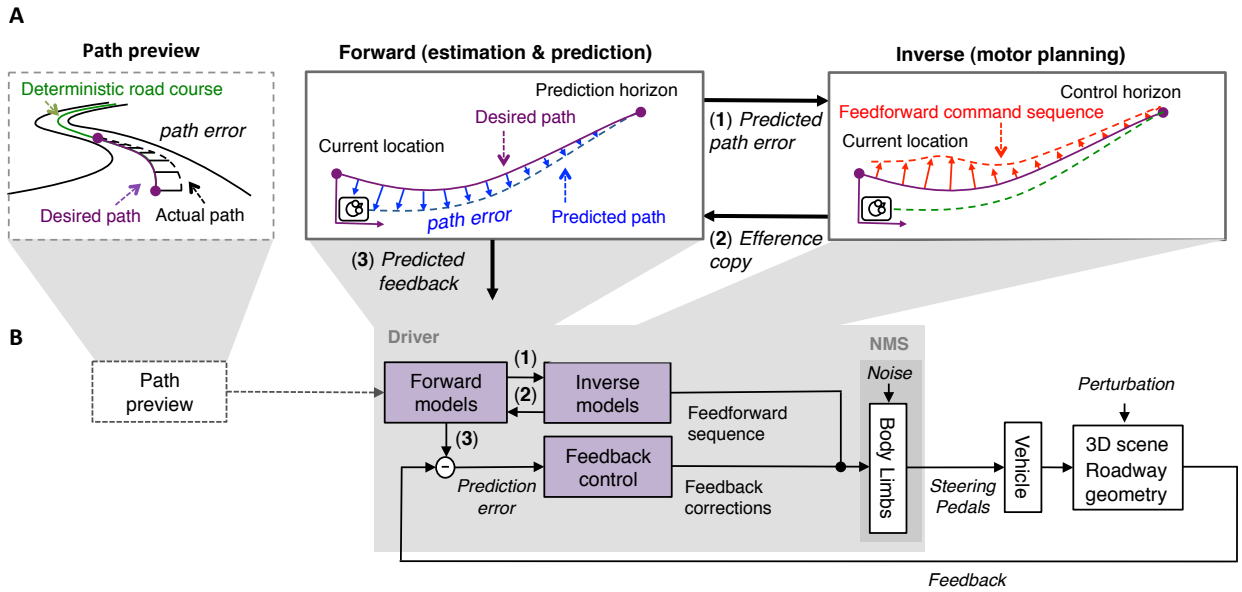 A
Path preview
Forward (estimation & prediction)
Inverse (motor planning)
Deterministic road course
path error
Desired path
Actual path
Prediction horizon
Desired path
Current location
path error
Predicted path
(1) Predicted
path error
(2) Efference
copy
(3) Predicted
feedback
Control horizon
Feedforward command sequence
Current location
B
Driver
NMS
Path
preview
Forward
models
(1)
(2)
Inverse
models
Feedforward
sequence
(3)
-
Prediction
error
Feedback
control
Feedback
corrections
Noise
Body Limbs
Steering
Pedals
Vehicle
Perturbation
3D scene
Roadway
geometry
Feedback